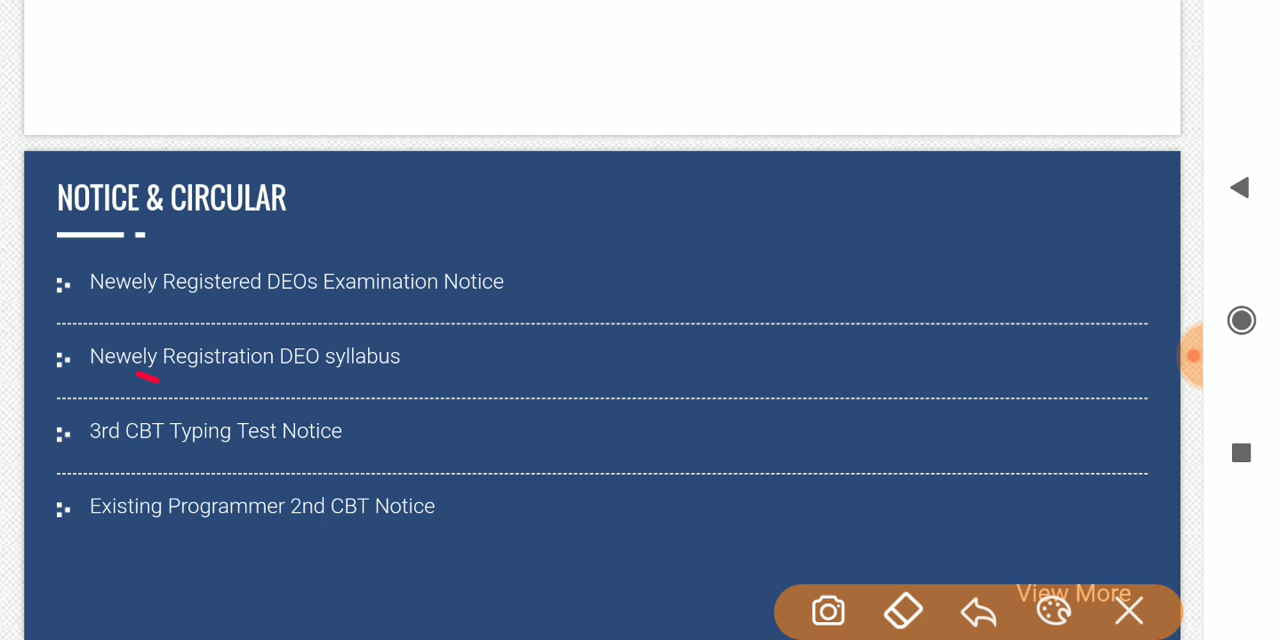 NOTICE & CIRCULAR
Newely Registered DEOs Examination Notice
Newely Registration DEO syllabus
3rd CBT Typing Test Notice
Existing Programmer 2nd CBT Notice
View More